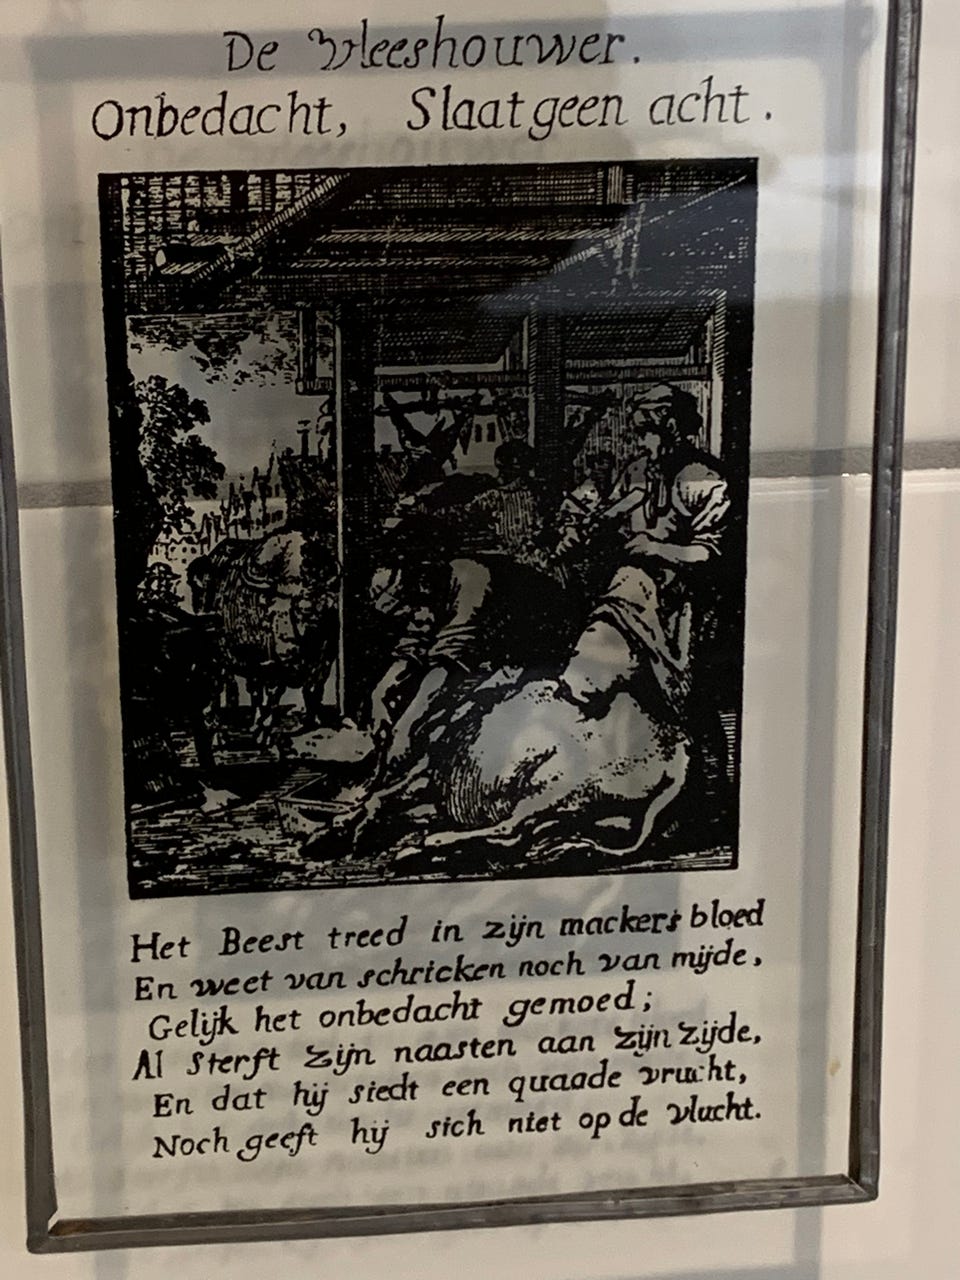 De Vleeshouwer.
Onbedacht, Slaat geen acht.
Het Beest treed in zijn mackers bloed
En weet van schricken noch van mijde,
Gelijk het onbedacht gemoed;
Al sterft zijn naasten aan zijn zijde,
En dat hij siedt een quaade vrucht,
Noch geeft hij sich niet op de vlucht.